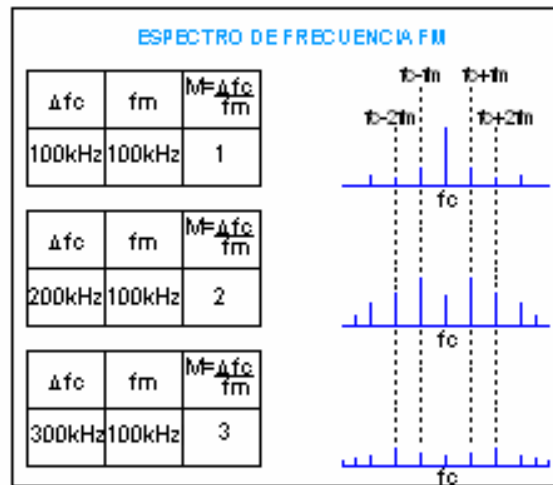 ESPECTRO DE FRECUENCIA FM
Δfc fm M=Δfc/fm
100kHz 100kHz 1
fc-fm fc+fm
fc-2fm fc+2fm
fc
Δfc fm M=Δfc/fm
200kHz 100kHz 2
fc
Δfc fm M=Δfc/fm
300kHz 100kHz 3
fc